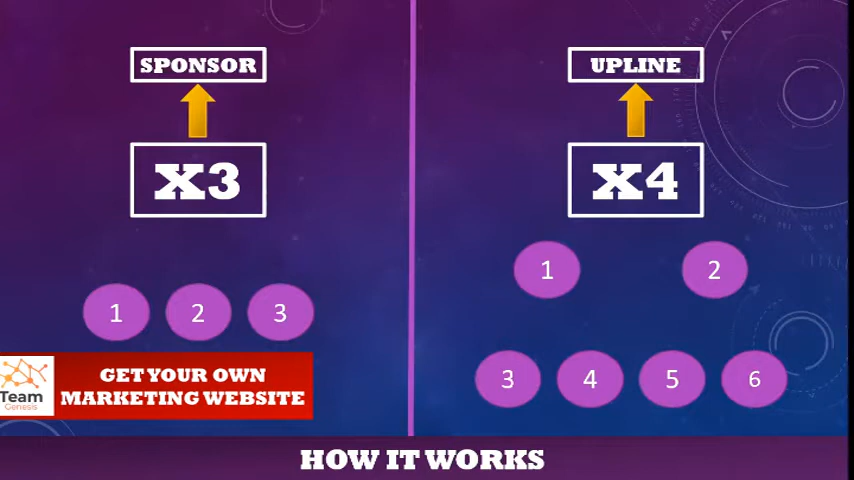 SPONSOR
X3
1 2 3
UPLINE
X4
1 2
3 4 5 6
Team
Genesis
GET YOUR OWN
MARKETING WEBSITE
HOW IT WORKS